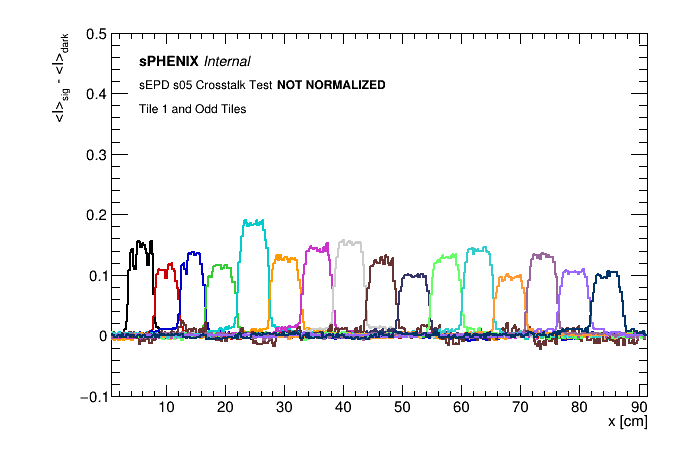 0.5
<I>sig - <I>dark
sPHENIX Internal
sEPD s05 Crosstalk Test NOT NORMALIZED
0.4
Tile 1 and Odd Tiles
0.3
0.2
0.1
0
−0.1
10 20 30 40 50 60 70 80 90
x [cm]